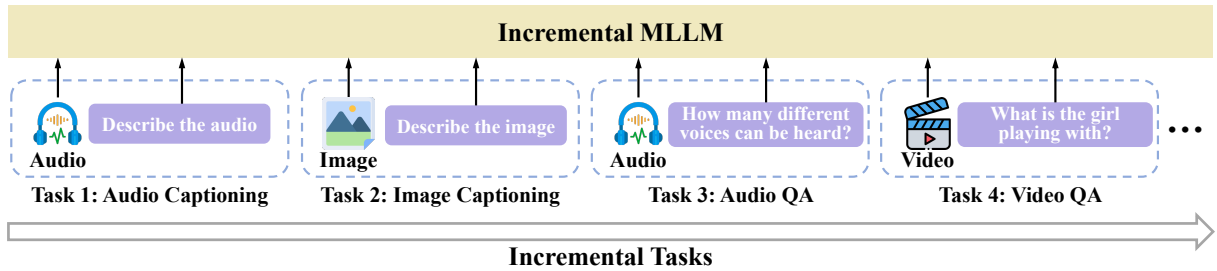 Incremental MLLM
Describe the audio
Audio
Task 1: Audio Captioning
Describe the image
Image
Task 2: Image Captioning
How many different
voices can be heard?
Audio
Task 3: Audio QA
What is the girl
playing with?
Video
Task 4: Video QA
...
Incremental Tasks